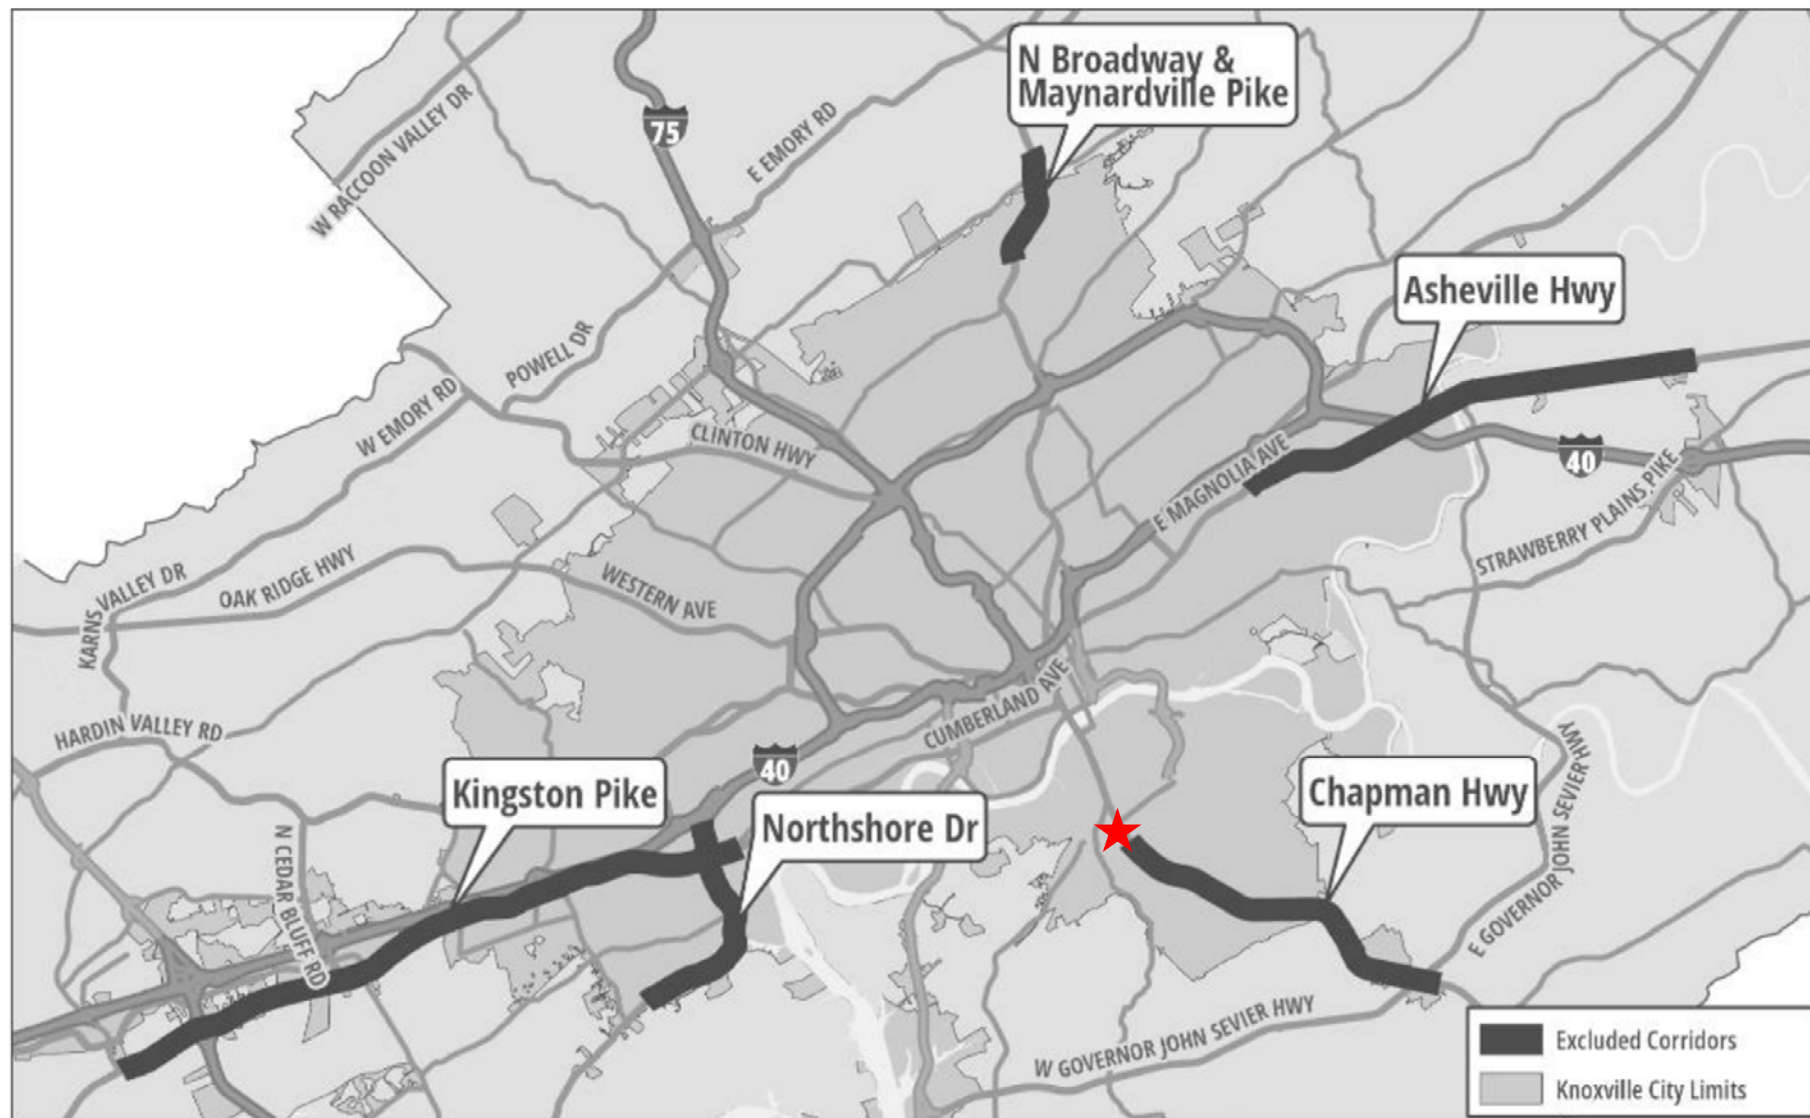 N Broadway &
Maynardville Pike
75
E EMORY RD
W RACCOON VALLEY DR
Asheville Hwy
POWELL DR
W EMORY RD
CLINTON HWY
E MAGNOLIA AVE
40
STRAWBERRY PLAINS PIKE
KARNS VALLEY DR
OAK RIDGE HWY
WESTERN AVE
HARDIN VALLEY RD
CUMBERLAND AVE
40
Kingston Pike
Northshore Dr
Chapman Hwy
N CEDAR BLUFF RD
E GOVERNOR JOHN SEVIER HWY
W GOVERNOR JOHN SEVIER HWY
Excluded Corridors
Knoxville City Limits